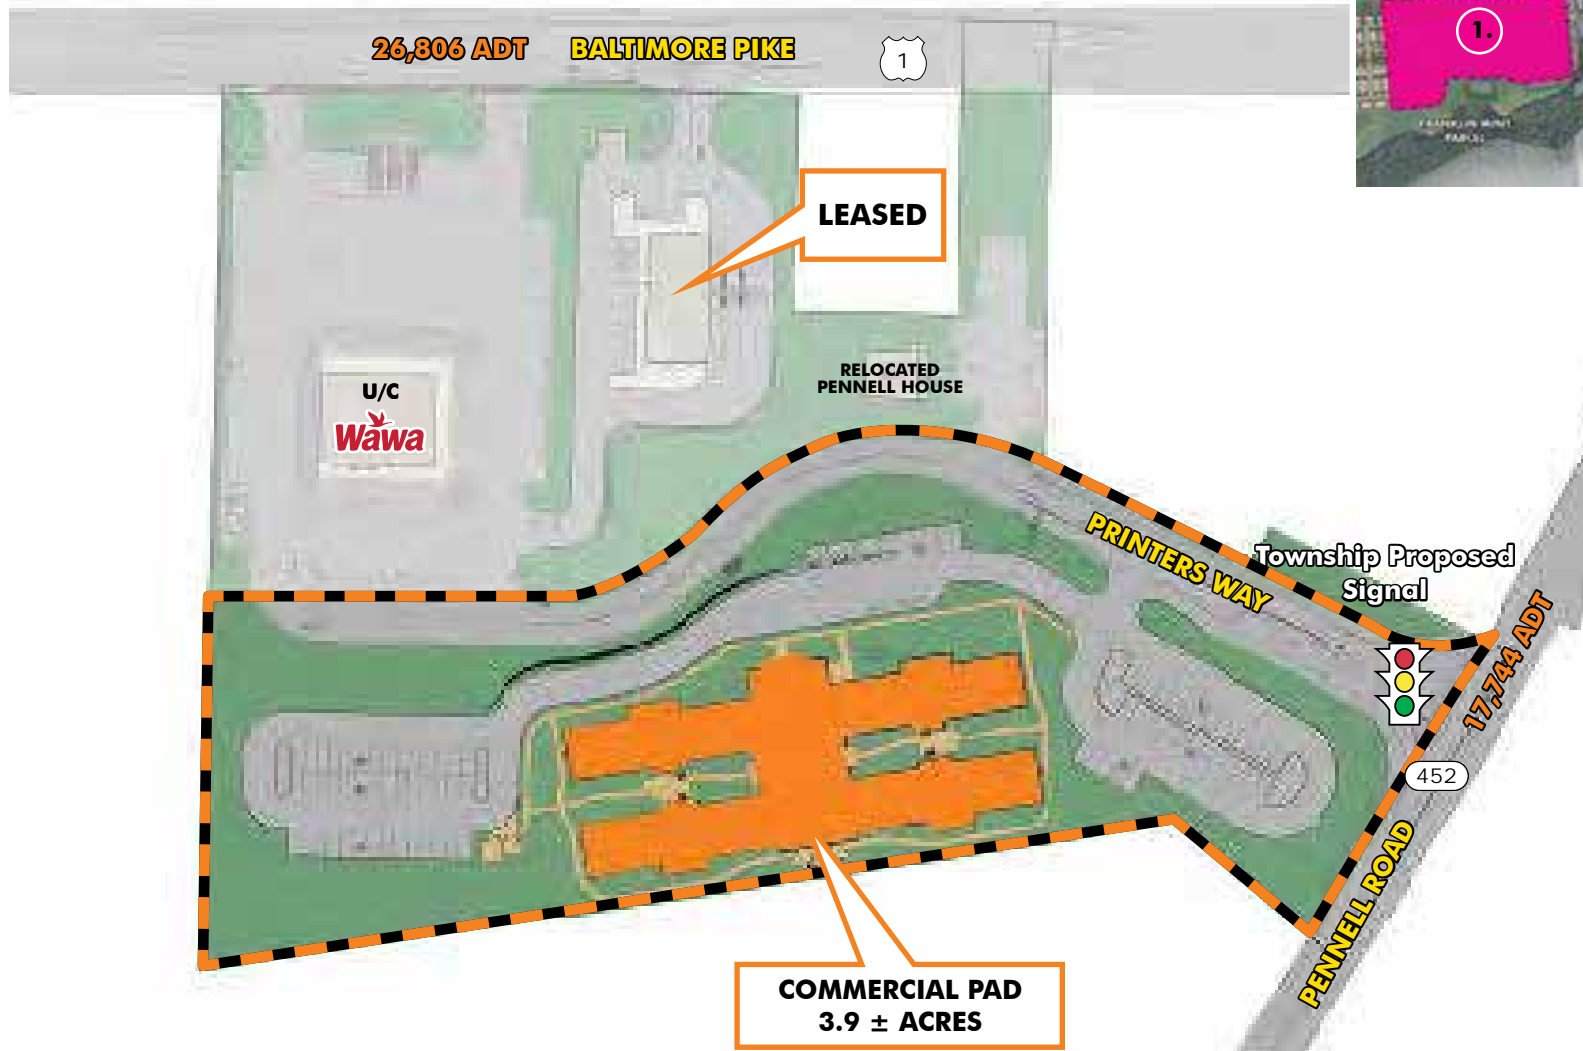 26,806 ADT BALTIMORE PIKE 1
1.
LEASED
RELOCATED
PENNELL HOUSE
U/C
Wawa
PRINTERS WAY
Township Proposed
Signal
17,744 ADT
452
PENNELL ROAD
COMMERCIAL PAD
3.9 ± ACRES